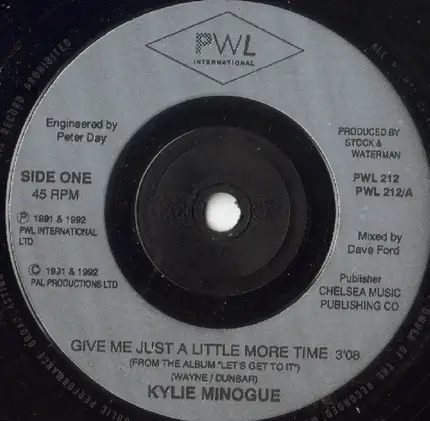 PWL
INTERNATIONAL
Engineered by
Peter Day
PRODUCED BY
STOCK &
WATERMAN
SIDE ONE
45 RPM
PWL 212
PWL 212/A
Ⓟ 1991 & 1992
PWL INTERNATIONAL
LTD
Mixed by
Dave Ford
© 1991 & 1992
PAL PRODUCTIONS LTD
Publisher
CHELSEA MUSIC
PUBLISHING CO
GIVE ME JUST A LITTLE MORE TIME 3'08
(FROM THE ALBUM "LET'S GET TO IT")
(WAYNE / DUNBAR)
KYLIE MINOGUE